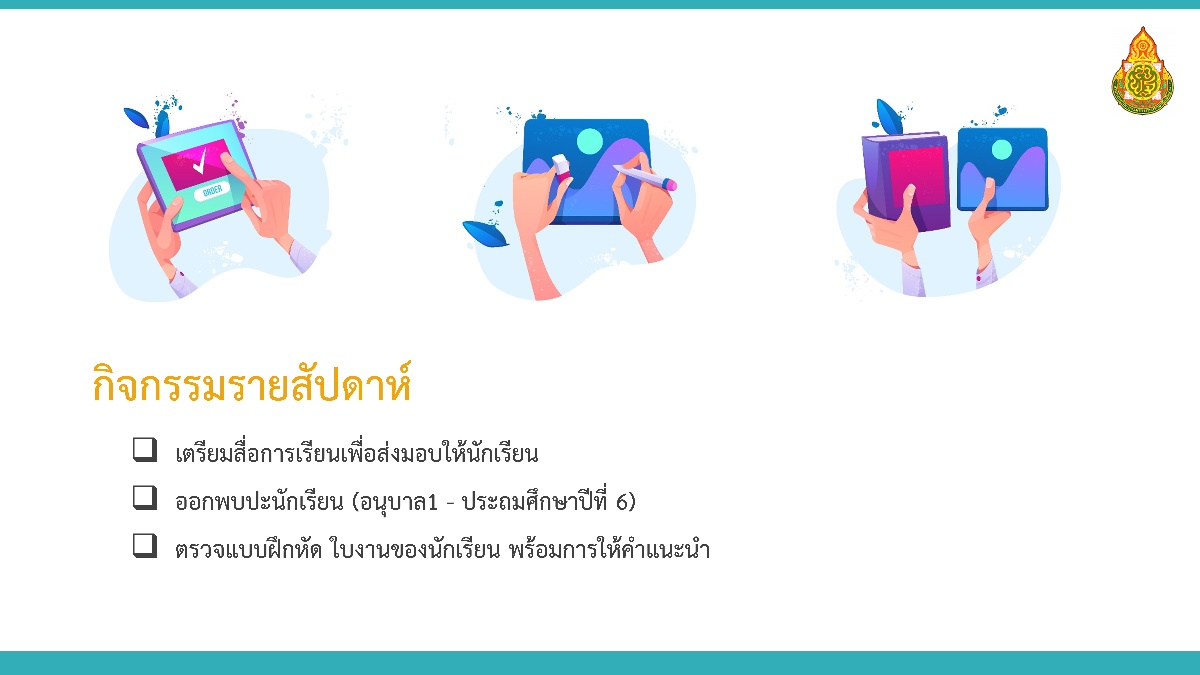 ORDER
กิจกรรมรายสัปดาห์
เตรียมสื่อการเรียนเพื่อส่งมอบให้นักเรียน
ออกพบปะนักเรียน (อนุบาล1 - ประถมศึกษาปีที่ 6)
ตรวจแบบฝึกหัด ใบงานของนักเรียน พร้อมการให้คำแนะนำ